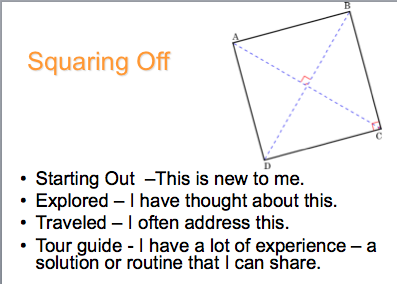 B
A
Squaring Off
C
D
• Starting Out –This is new to me.
• Explored – I have thought about this.
• Traveled – I often address this.
• Tour guide - I have a lot of experience – a
solution or routine that I can share.